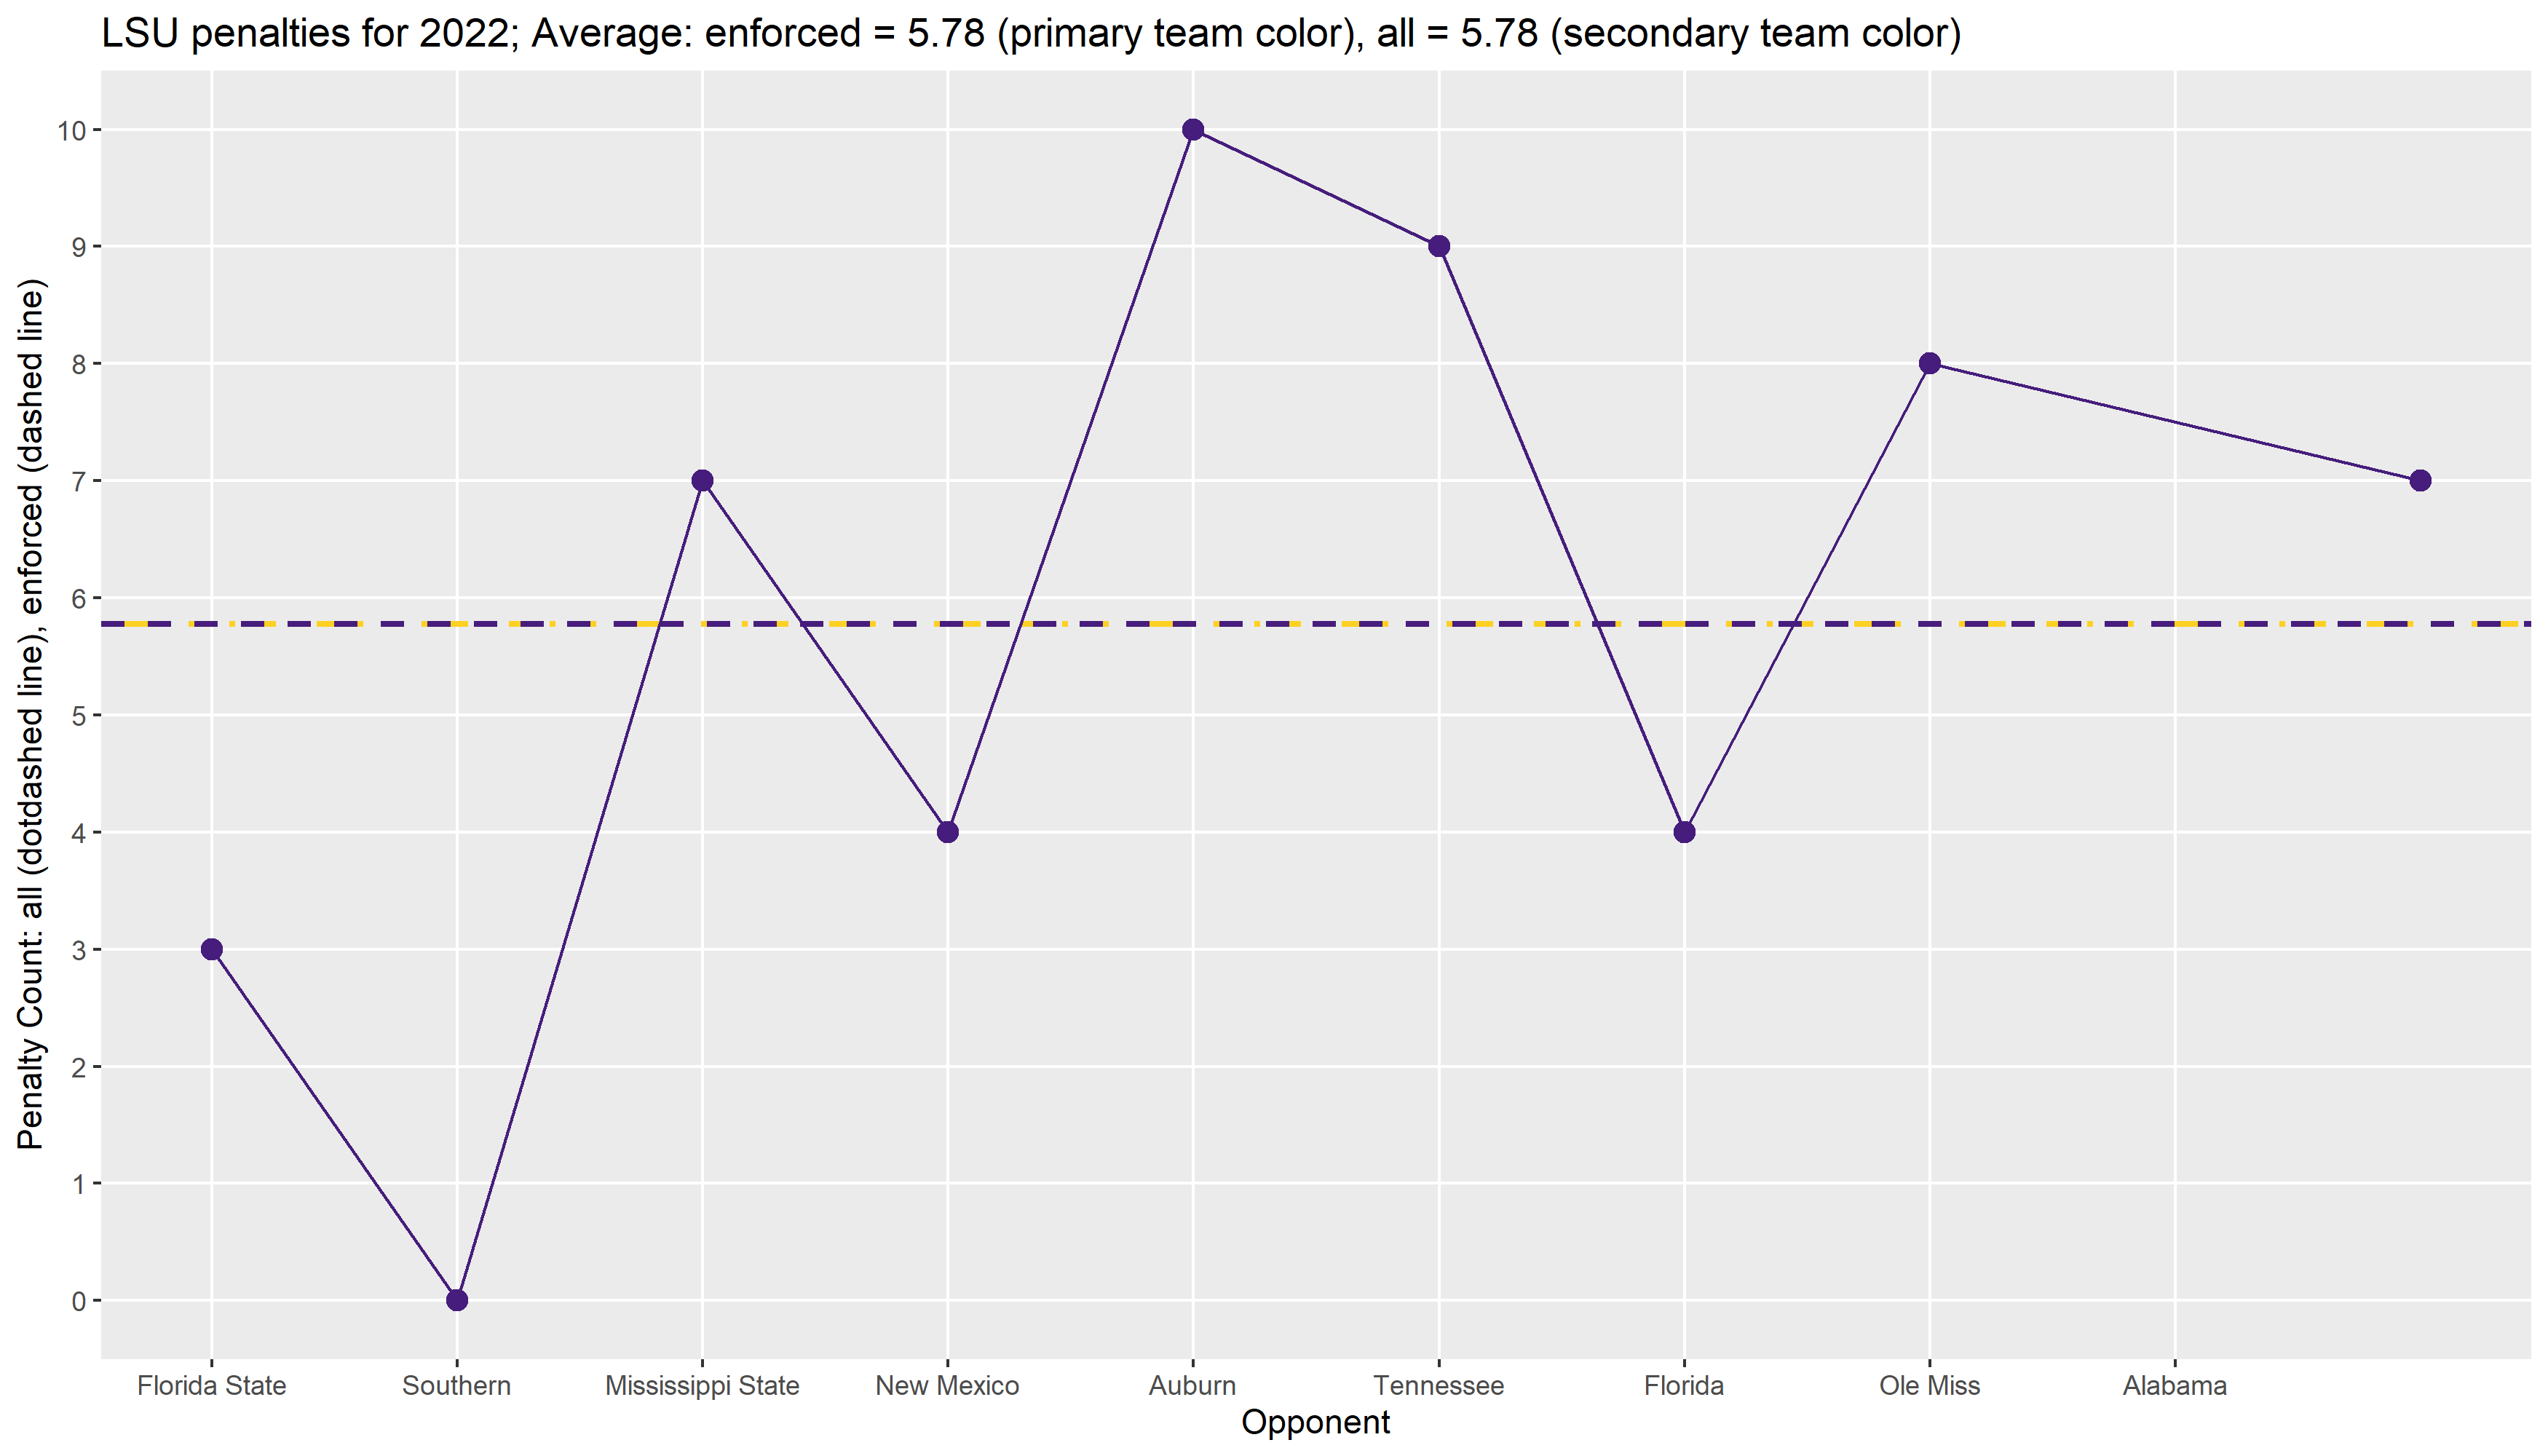 LSU penalties for 2022; Average: enforced = 5.78 (primary team color), all = 5.78 (secondary team color)
Penalty Count: all (dotdashed line), enforced (dashed line)
10
9
8
7
6
5
4
3
2
1
0
Florida State Southern Mississippi State New Mexico Auburn Tennessee Florida Ole Miss Alabama
Opponent